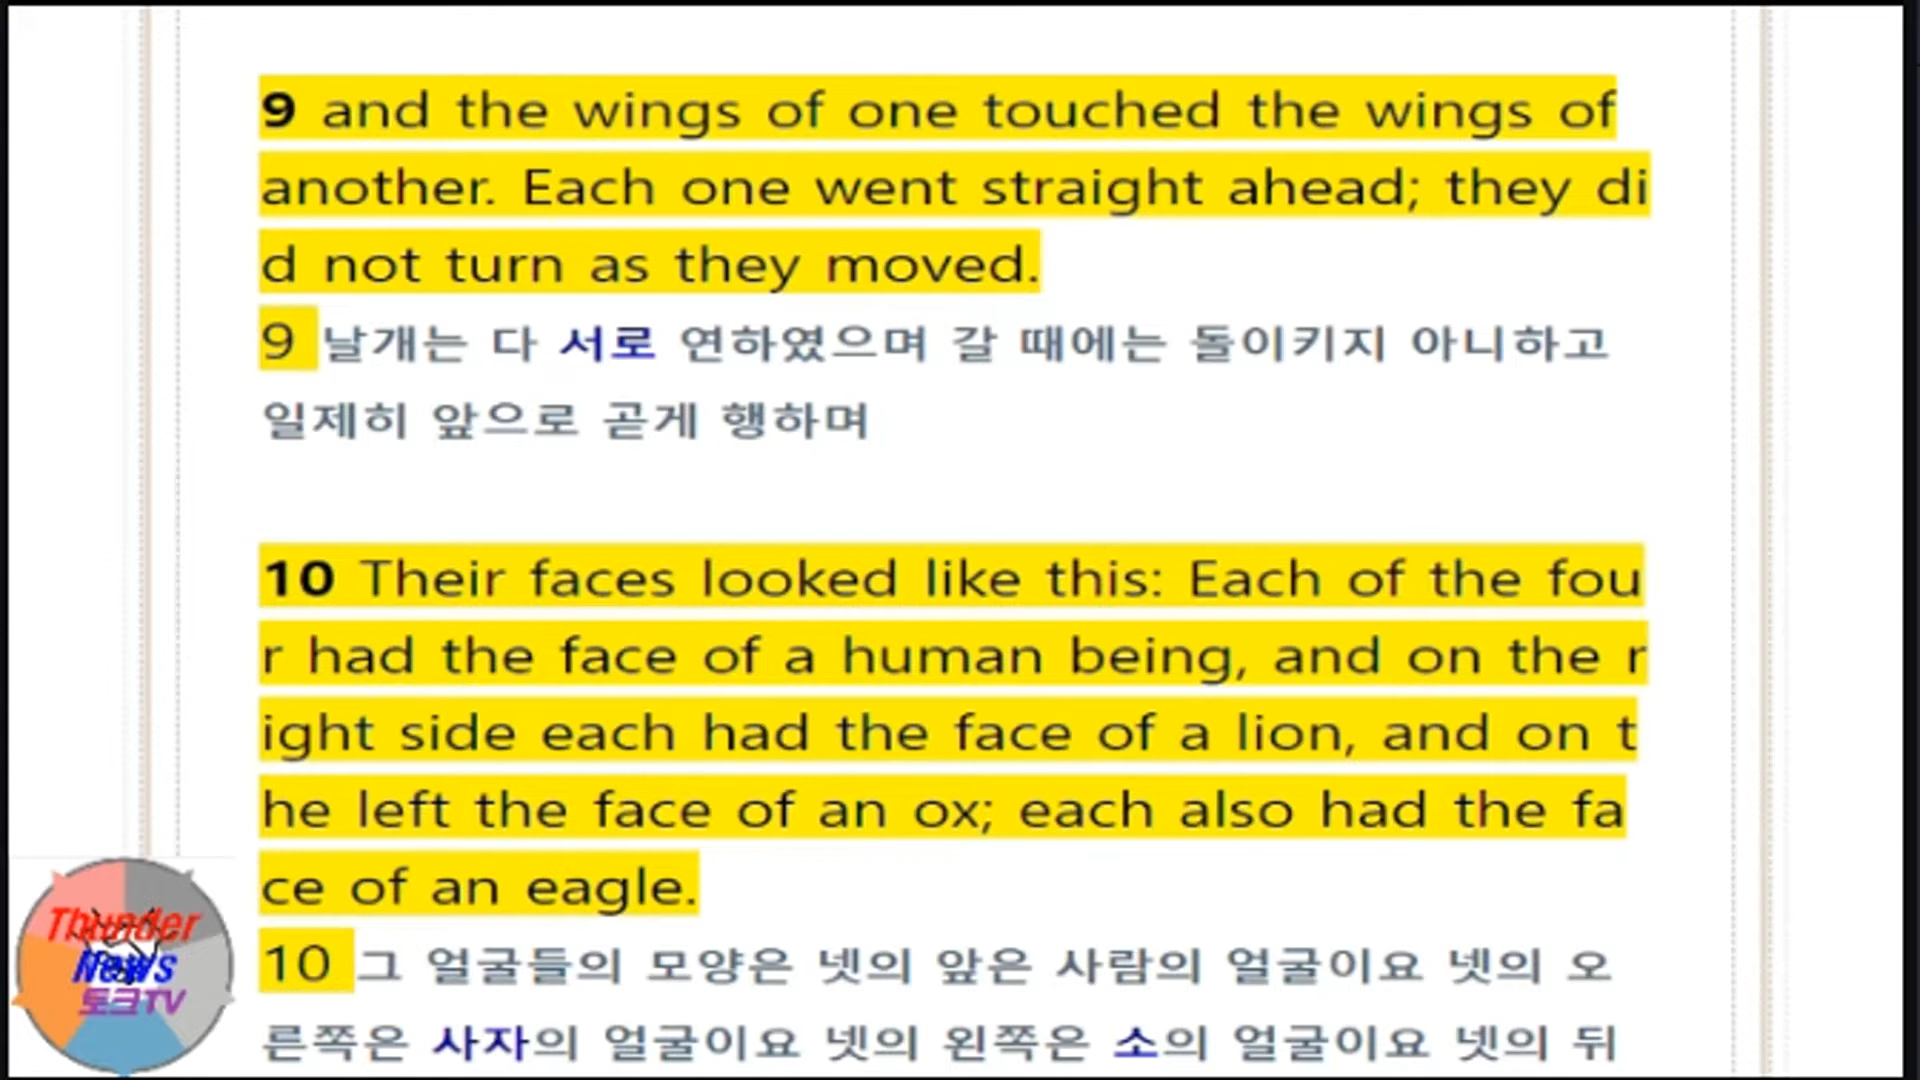 9 and the wings of one touched the wings of
another. Each one went straight ahead; they di
d not turn as they moved.
9 날개는 다 서로 연하였으며 갈 때에는 돌이키지 아니하고
일제히 앞으로 곧게 행하며
10 Their faces looked like this: Each of the fou
r had the face of a human being, and on the r
ight side each had the face of a lion, and on t
he left the face of an ox; each also had the fa
ce of an eagle.
10 그 얼굴들의 모양은 넷의 앞은 사람의 얼굴이요 넷의 오
른쪽은 사자의 얼굴이요 넷의 왼쪽은 소의 얼굴이요 넷의 뒤
Thunder
News
토크TV